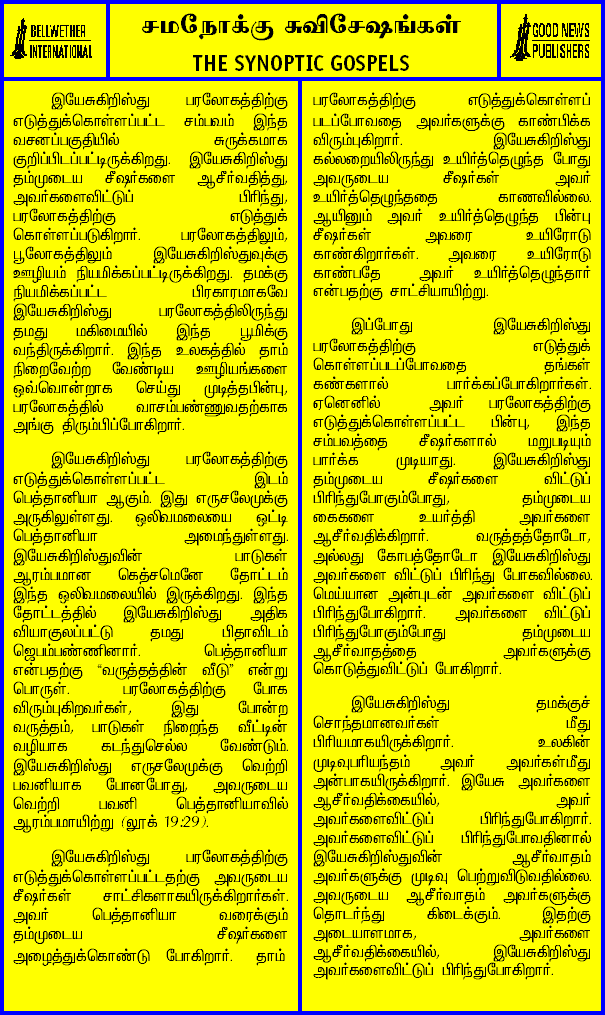 BELLWETHER
INTERNATIONAL
சமநோக்கு சுவிசேஷங்கள்
THE SYNOPTIC GOSPELS
GOOD NEWS
PUBLISHERS
இயேசுகிறிஸ்து பரலோகத்திற்கு
எடுத்துக்கொள்ளப்பட்ட சம்பவம் இந்த
வசனப்பகுதியில் சுருக்கமாக
குறிப்பிடப்பட்டிருக்கிறது. இயேசுகிறிஸ்து
தம்முடைய சீஷர்களை ஆசீர்வதித்து,
அவர்களைவிட்டுப் பிரிந்து,
பரலோகத்திற்கு எடுத்துக்
கொள்ளப்படுகிறார். பரலோகத்திலும்,
பூலோகத்திலும் இயேசுகிறிஸ்துவுக்கு
ஊழியம் நியமிக்கப்பட்டிருக்கிறது. தமக்கு
நியமிக்கப்பட்ட பிரகாரமாகவே
இயேசுகிறிஸ்து பரலோகத்திலிருந்து
தமது மகிமையில் இந்த பூமிக்கு
வந்திருக்கிறார். இந்த உலகத்தில் தாம்
நிறைவேற்ற வேண்டிய ஊழியங்களை
ஒவ்வொன்றாக செய்து முடித்தபின்பு,
பரலோகத்தில் வாசம்பண்ணுவதற்காக
அங்கு திரும்பிப்போகிறார்.
இயேசுகிறிஸ்து பரலோகத்திற்கு
எடுத்துக்கொள்ளப்பட்ட இடம்
பெத்தானியா ஆகும். இது எருசலேமுக்கு
அருகிலுள்ளது. ஒலிவமலையை ஒட்டி
பெத்தானியா அமைந்துள்ளது.
இயேசுகிறிஸ்துவின் பாடுகள்
ஆரம்பமான கெத்சமெனே தோட்டம்
இந்த ஒலிவமலையில் இருக்கிறது. இந்த
தோட்டத்தில் இயேசுகிறிஸ்து அதிக
வியாகுலப்பட்டு தமது பிதாவிடம்
ஜெபம்பண்ணினார். பெத்தானியா
என்பதற்கு "வருத்தத்தின் வீடு" என்று
பொருள். பரலோகத்திற்கு போக
விரும்புகிறவர்கள், இது போன்ற
வருத்தம், பாடுகள் நிறைந்த வீட்டின்
வழியாக கடந்துசெல்ல வேண்டும்.
இயேசுகிறிஸ்து எருசலேமுக்கு வெற்றி
பவனியாக போனபோது, அவருடைய
வெற்றி பவனி பெத்தானியாவில்
ஆரம்பமாயிற்று (லூக் 19:29).
இயேசுகிறிஸ்து பரலோகத்திற்கு
எடுத்துக்கொள்ளப்பட்டதற்கு அவருடைய
சீஷர்கள் சாட்சிகளாகயிருக்கிறார்கள்.
அவர் பெத்தானியா வரைக்கும்
தம்முடைய சீஷர்களை
அழைத்துக்கொண்டு போகிறார். தாம்
பரலோகத்திற்கு எடுத்துக்கொள்ளப்
படப்போவதை அவர்களுக்கு காண்பிக்க
விரும்புகிறார். இயேசுகிறிஸ்து
கல்லறையிலிருந்து உயிர்த்தெழுந்த போது
அவருடைய சீஷர்கள் அவர்
உயிர்த்தெழுந்ததை காணவில்லை.
ஆயினும் அவர் உயிர்த்தெழுந்த பின்பு
சீஷர்கள் அவரை உயிரோடு
காண்கிறார்கள். அவரை உயிரோடு
காண்பதே அவர் உயிர்த்தெழுந்தார்
என்பதற்கு சாட்சியாயிற்று.
இப்போது இயேசுகிறிஸ்து
பரலோகத்திற்கு எடுத்துக்
கொள்ளப்படப்போவதை தங்கள்
கண்களால் பார்க்கப்போகிறார்கள்.
ஏனெனில் அவர் பரலோகத்திற்கு
எடுத்துக்கொள்ளப்பட்ட பின்பு, இந்த
சம்பவத்தை சீஷர்களால் மறுபடியும்
பார்க்க முடியாது. இயேசுகிறிஸ்து
தம்முடைய சீஷர்களை விட்டுப்
பிரிந்துபோகும்போது, தம்முடைய
கைகளை உயர்த்தி அவர்களை
ஆசீர்வதிக்கிறார். வருத்தத்தோடோ,
அல்லது கோபத்தோடோ இயேசுகிறிஸ்து
அவர்களை விட்டுப் பிரிந்து போகவில்லை.
மெய்யான அன்புடன் அவர்களை விட்டுப்
பிரிந்துபோகிறார். அவர்களை விட்டுப்
பிரிந்துபோகும்போது தம்முடைய
ஆசீர்வாதத்தை அவர்களுக்கு
கொடுத்துவிட்டுப் போகிறார்.
இயேசுகிறிஸ்து தமக்குச்
சொந்தமானவர்கள் மீது
பிரியமாகயிருக்கிறார். உலகின்
முடிவுபரியந்தம் அவர் அவர்கள்மீது
அன்பாகயிருக்கிறார். இயேசு அவர்களை
ஆசீர்வதிக்கையில், அவர்
அவர்களைவிட்டுப் பிரிந்துபோகிறார்.
அவர்களைவிட்டுப் பிரிந்துபோவதினால்
இயேசுகிறிஸ்துவின் ஆசீர்வாதம்
அவர்களுக்கு முடிவு பெற்றுவிடுவதில்லை.
அவருடைய ஆசீர்வாதம் அவர்களுக்கு
தொடர்ந்து கிடைக்கும். இதற்கு
அடையாளமாக, அவர்களை
ஆசீர்வதிக்கையில், இயேசுகிறிஸ்து
அவர்களைவிட்டுப் பிரிந்துபோகிறார்.